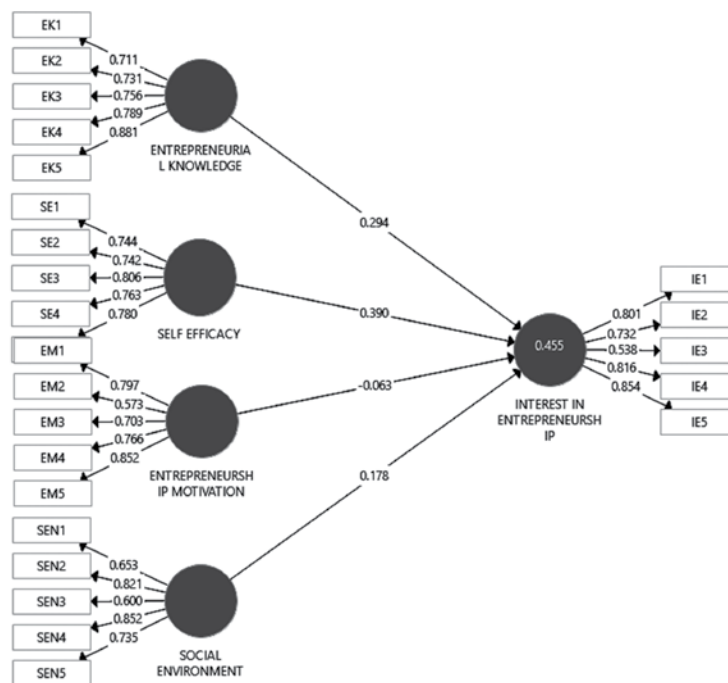 EK1
EK2
EK3
EK4
EK5
0.711
0.731
0.756
0.789
0.881
ENTREPRENEURIA
L KNOWLEDGE
SE1
SE2
SE3
SE4
0.744
0.742
0.806
0.763
0.780
SELF EFFICACY
EM1
EM2
EM3
EM4
EM5
0.797
0.573
0.703
0.766
0.852
ENTREPRENEURSH
IP MOTIVATION
SEN1
SEN2
SEN3
SEN4
SEN5
0.653
0.821
0.600
0.852
0.735
SOCIAL
ENVIRONMENT
0.294
0.390
-0.063
0.178
0.455
INTEREST IN
ENTREPRENEURSH
IP
0.801
0.732
0.538
0.816
0.854
IE1
IE2
IE3
IE4
IE5